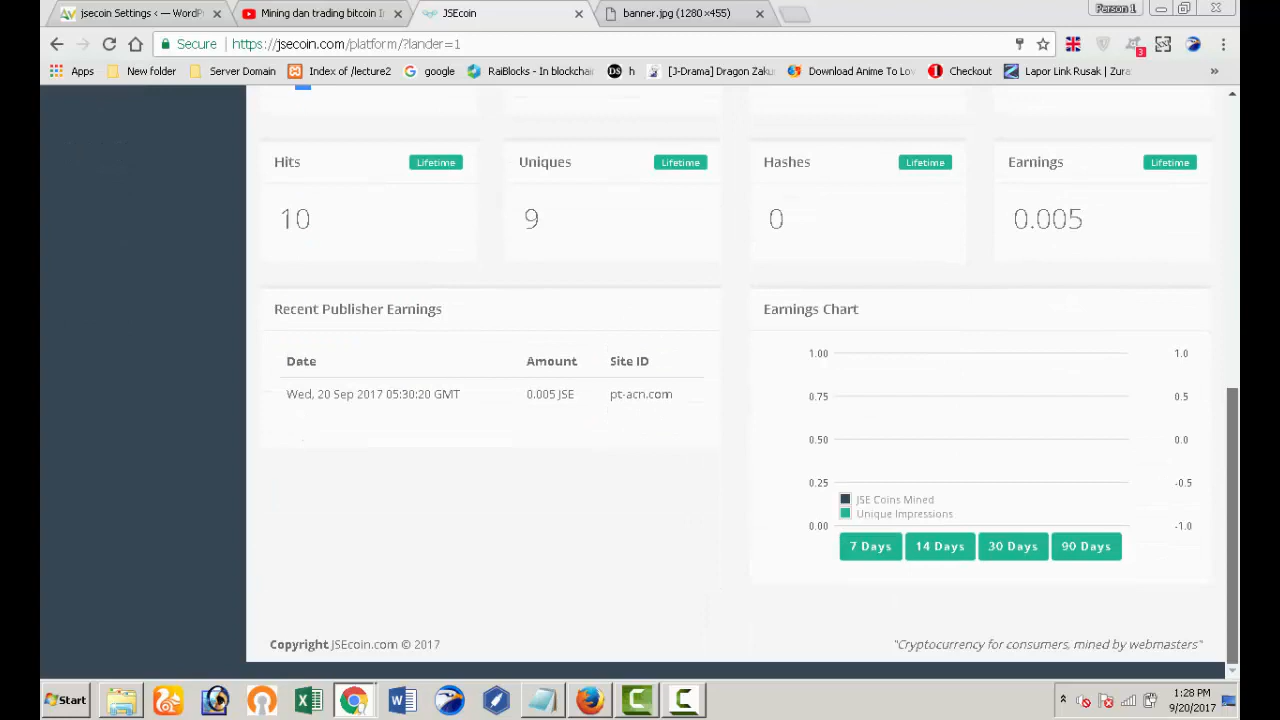 jsecoin Settings ‹ — WordP
Mining dan trading bitcoin I
JSEcoin
banner.jpg (1280×455)
Person 1
Secure
https://jsecoin.com/platform/?lander=1
3
Apps
New folder
Server Domain
Index of /lecture2
google
RaiBlocks - In blockchai
DS
h
[J-Drama] Dragon Zaku
Download Anime To Lo
Checkout
Lapor Link Rusak | Zura
»
Hits
Lifetime
Uniques
Lifetime
Hashes
Lifetime
Earnings
Lifetime
10
9
0
0.005
Recent Publisher Earnings
Date
Amount
Site ID
Wed, 20 Sep 2017 05:30:20 GMT
0.005 JSE
pt-acn.com
Earnings Chart
1.00
1.0
0.75
0.5
0.50
0.0
0.25
-0.5
JSE Coins Mined
Unique Impressions
0.00
-1.0
7 Days
14 Days
30 Days
90 Days
Copyright JSEcoin.com © 2017
"Cryptocurrency for consumers, mined by webmasters"
Start
1:28 PM
9/20/2017